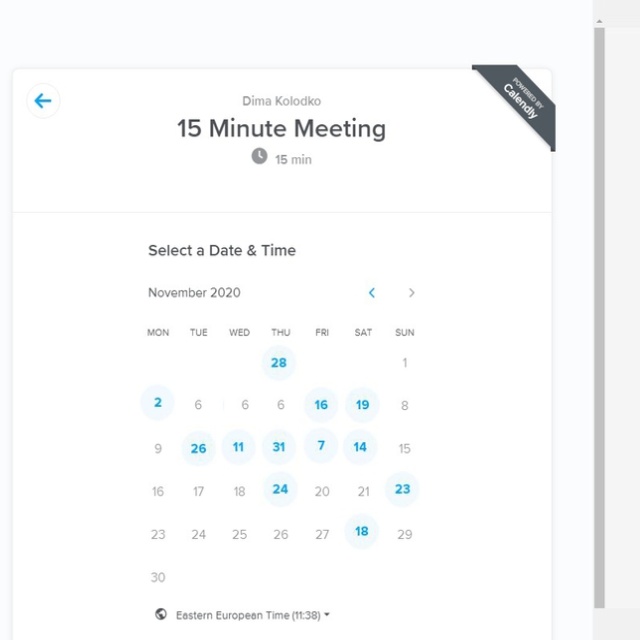 POWERED BY
Calendly
Dima Kolodko
15 Minute Meeting
15 min
Select a Date & Time
November 2020
MON TUE WED THU FRI SAT SUN
28 1
2 6 6 6 16 19 8
9 26 11 31 7 14 15
16 17 18 24 20 21 23
23 24 25 26 27 18 29
30
Eastern European Time (11:38)